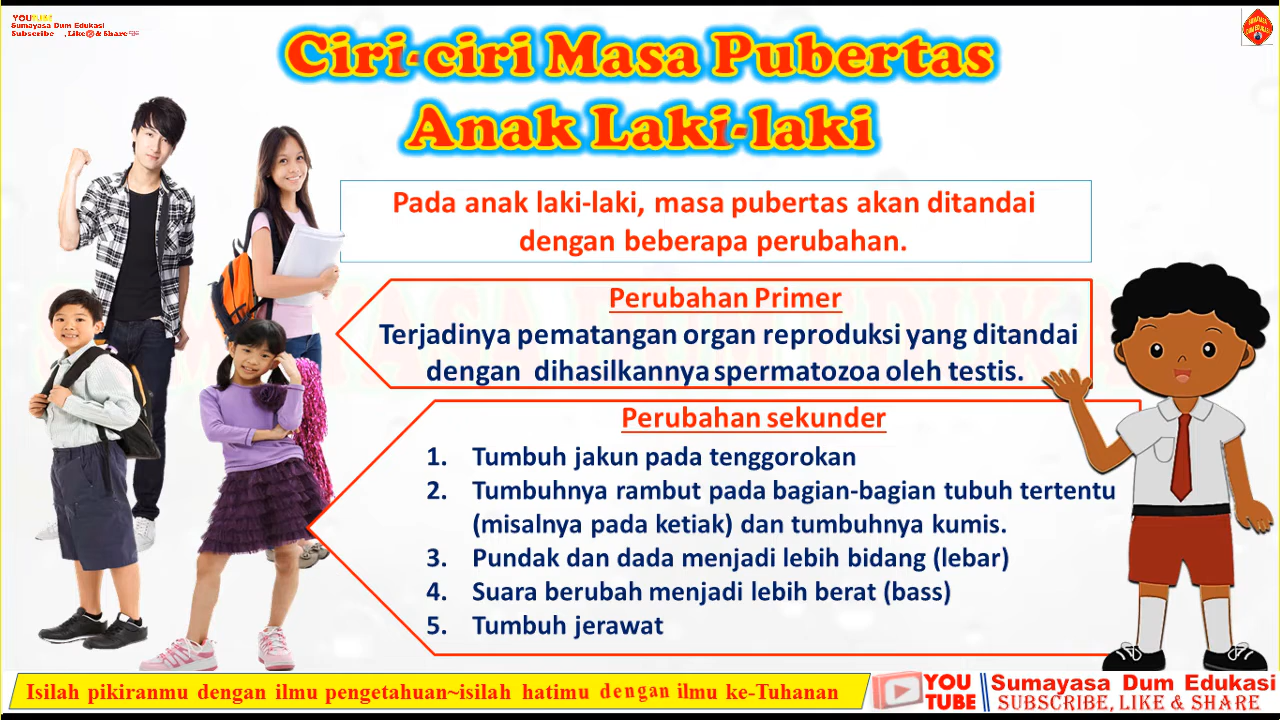 YOUTUBE
Sumayasa Dum Edukasi
Subscribe , Like & Share
Ciri-ciri Masa Pubertas
Anak Laki-laki
Pada anak laki-laki, masa pubertas akan ditandai
dengan beberapa perubahan.
Perubahan Primer
Terjadinya pematangan organ reproduksi yang ditandai
dengan dihasilkannya spermatozoa oleh testis.
Perubahan sekunder
1. Tumbuh jakun pada tenggorokan
2. Tumbuhnya rambut pada bagian-bagian tubuh tertentu
(misalnya pada ketiak) dan tumbuhnya kumis.
3. Pundak dan dada menjadi lebih bidang (lebar)
4. Suara berubah menjadi lebih berat (bass)
5. Tumbuh jerawat
Isilah pikiranmu dengan ilmu pengetahuan~isilah hatimu dengan ilmu ke-Tuhanan
YOU
TUBE
Sumayasa Dum Edukasi
SUBSCRIBE, LIKE & SHARE